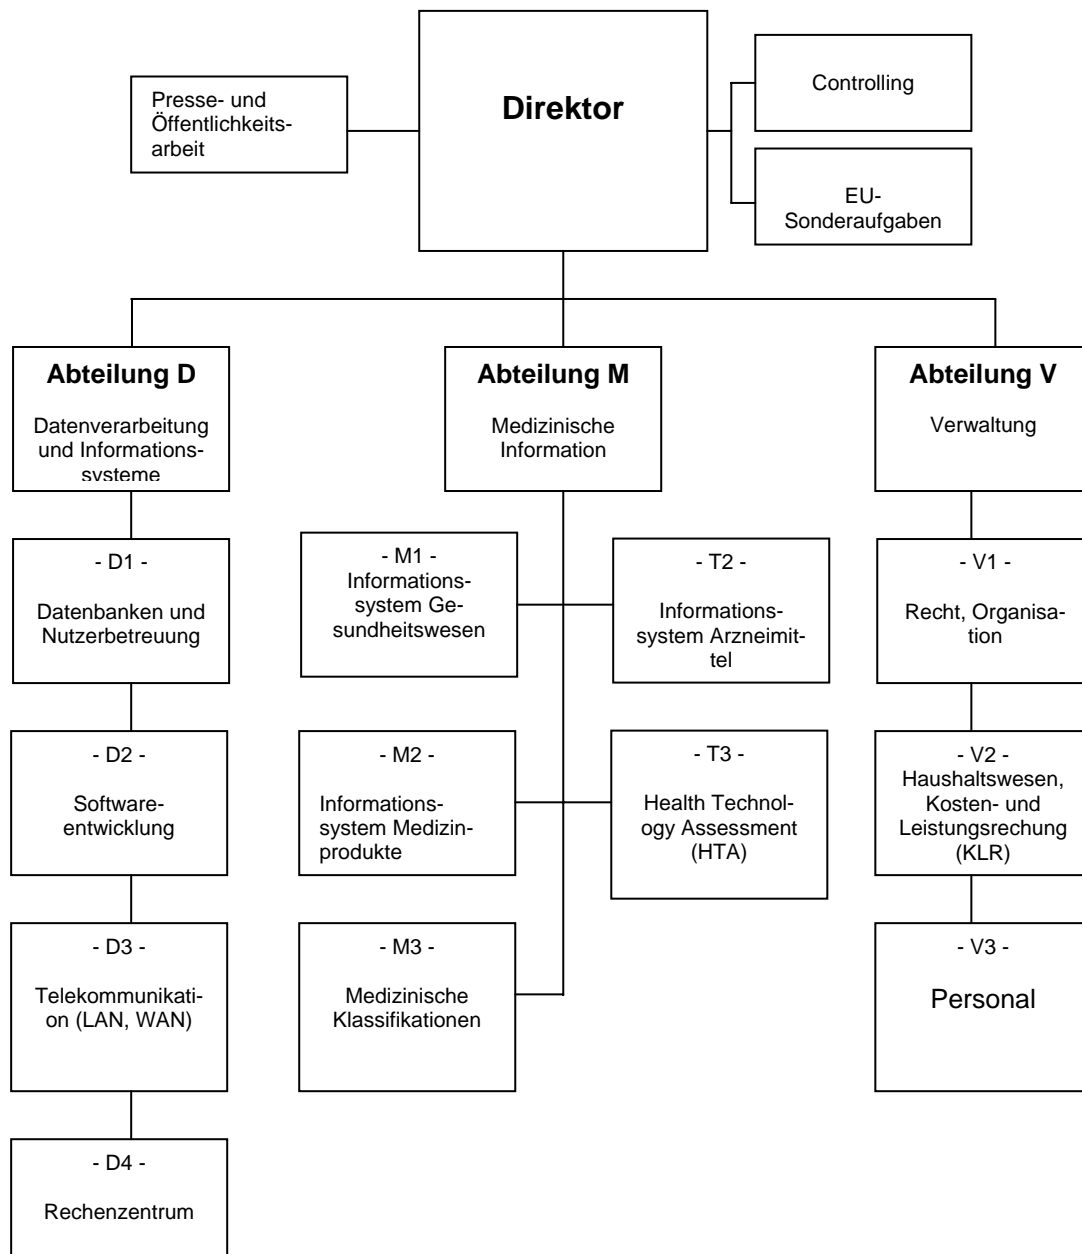 Presse- und
Öffentlichkeits-
arbeit
Direktor
Controlling
EU-
Sonderaufgaben
Abteilung D
Datenverarbeitung
und Informations-
systeme
Abteilung M
Medizinische
Information
Abteilung V
Verwaltung
- D1 -
Datenbanken und
Nutzerbetreuung
- M1 -
Informations-
system Ge-
sundheitswesen
- T2 -
Informations-
system Arzneimit-
tel
- V1 -
Recht, Organisa-
tion
- D2 -
Software-
entwicklung
- M2 -
Informations-
system Medizin-
produkte
- T3 -
Health Technol-
ogy Assessment
(HTA)
- V2 -
Haushaltswesen,
Kosten- und
Leistungsrechung
(KLR)
- D3 -
Telekommunikati-
on (LAN, WAN)
- M3 -
Medizinische
Klassifikationen
- V3 -
Personal
- D4 -
Rechenzentrum